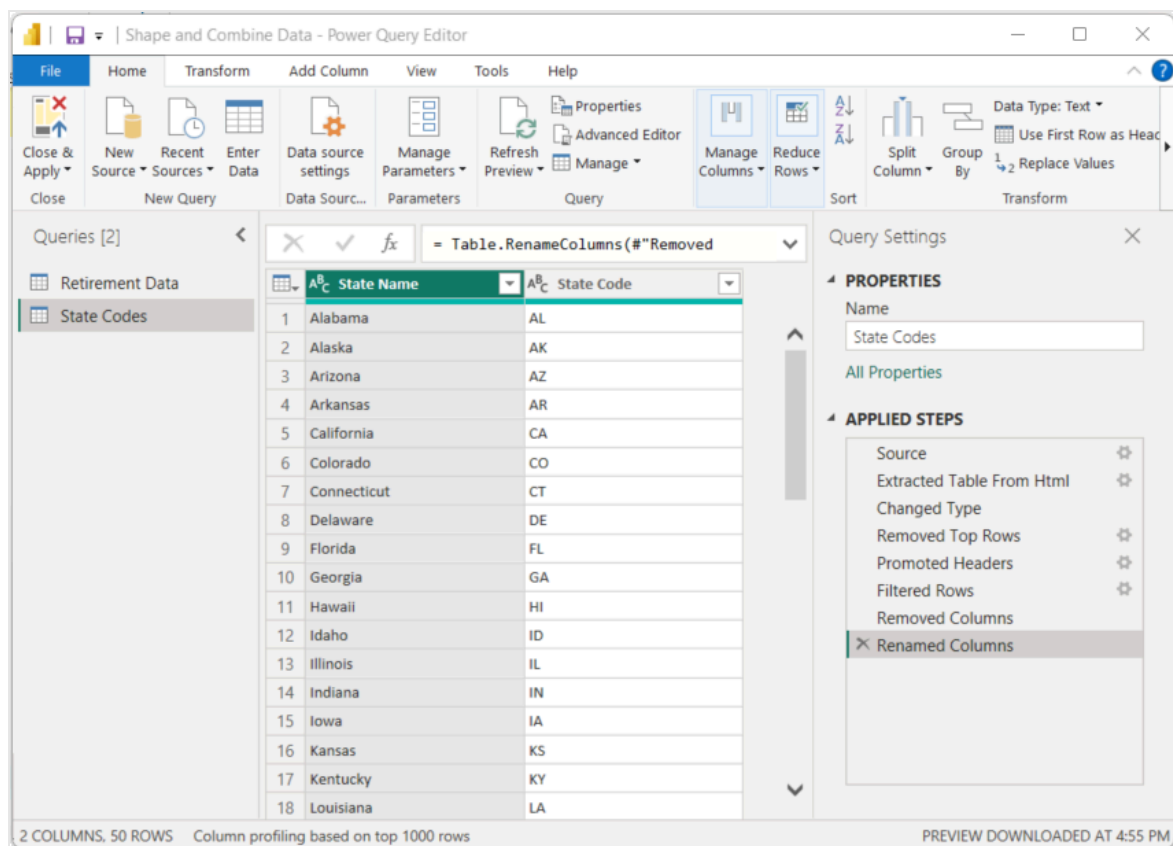 Shape and Combine Data - Power Query Editor
File Home Transform Add Column View Tools Help ?
Close & Apply
New Source
Recent Sources
Enter Data
Data source settings
Manage Parameters
Refresh Preview
Properties
Advanced Editor
Manage
Manage Columns
Reduce Rows
Split Column
Group By
Data Type: Text
Use First Row as Head
Replace Values
Close New Query Data Sourc... Parameters Query Sort Transform
Queries [2]
Retirement Data
State Codes
fx = Table.RenameColumns(#"Removed
ABC State Name ABC State Code
1 Alabama AL
2 Alaska AK
3 Arizona AZ
4 Arkansas AR
5 California CA
6 Colorado CO
7 Connecticut CT
8 Delaware DE
9 Florida FL
10 Georgia GA
11 Hawaii HI
12 Idaho ID
13 Illinois IL
14 Indiana IN
15 Iowa IA
16 Kansas KS
17 Kentucky KY
18 Louisiana LA
Query Settings
PROPERTIES
Name
State Codes
All Properties
APPLIED STEPS
Source
Extracted Table From Html
Changed Type
Removed Top Rows
Promoted Headers
Filtered Rows
Removed Columns
Renamed Columns
2 COLUMNS, 50 ROWS Column profiling based on top 1000 rows PREVIEW DOWNLOADED AT 4:55 PM